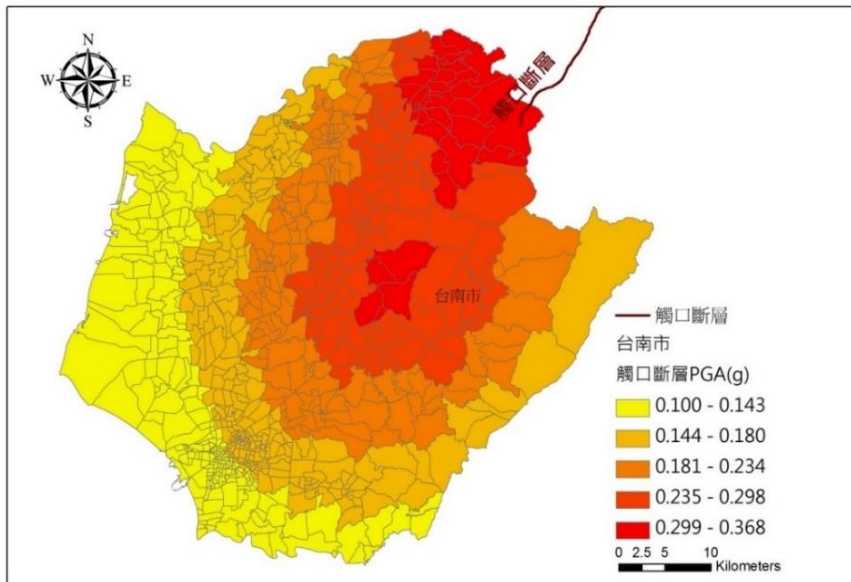 N
W E
S
觸口斷層
台南市
觸口斷層
台南市
觸口斷層PGA(g)
0.100 - 0.143
0.144 - 0.180
0.181 - 0.234
0.235 - 0.298
0.299 - 0.368
0 2.5 5 10
Kilometers